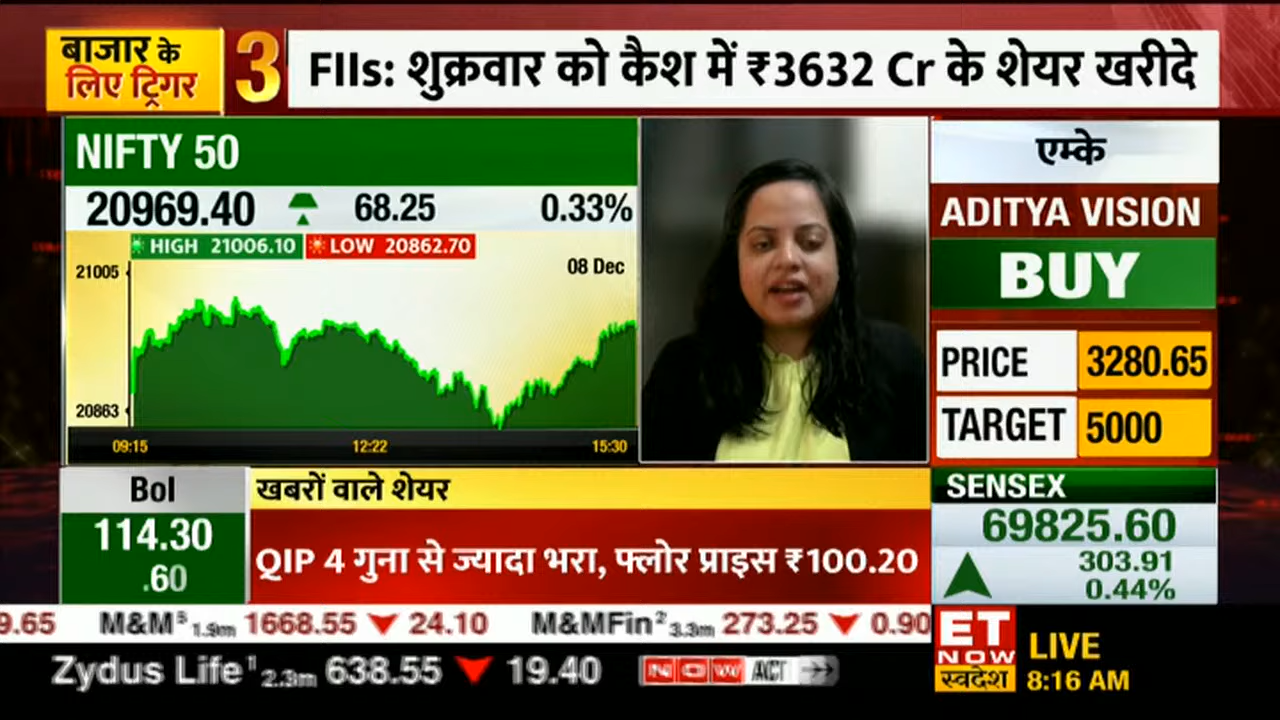 बाजार के
लिए ट्रिगर
3
FIIs: शुक्रवार को कैश में ₹3632 Cr के शेयर खरीदे
NIFTY 50
20969.40 68.25 0.33%
HIGH 21006.10 LOW 20862.70
08 Dec
21005
20863
09:15 12:22 15:30
एम्के
ADITYA VISION
BUY
PRICE 3280.65
TARGET 5000
BoI
114.30
.60
खबरों वाले शेयर
QIP 4 गुना से ज्यादा भरा, फ्लोर प्राइस ₹100.20
SENSEX
69825.60
303.91
0.44%
9.65 M&M⁵ 1.9m 1668.55 24.10 M&MFin² 3.3m 273.25 0.90
Zydus Life¹ 2.3m 638.55 19.40 NOW
ET
NOW
स्वदेश
LIVE
8:16 AM